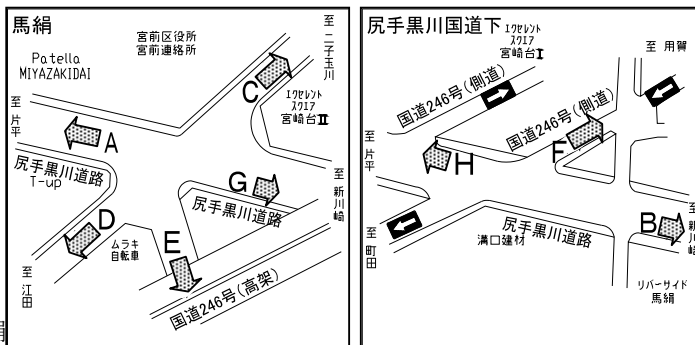 馬絹
Patella
MIYAZAKIDAI
宮前区役所
宮前連絡所
至 二子玉川
C
ｴｸｾﾚﾝﾄ
ｽｸｴｱ
宮崎台Ⅱ
至 片平
A
尻手黒川道路
T-up
G
尻手黒川道路
至 新川崎
D
ムラキ
自転車
E
至 江田
国道246号(高架)
尻手黒川国道下
ｴｸｾﾚﾝﾄ
ｽｸｴｱ
宮崎台Ⅰ
至 用賀
国道246号(側道)
国道246号(側道)
F
至 片平
H
B
至 新川崎
尻手黒川道路
溝口建材
至 町田
リバーサイド
馬絹
絹